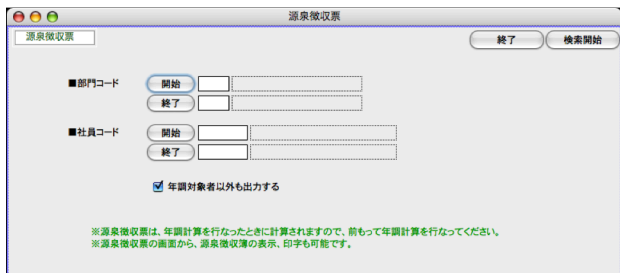 源泉徴収票
源泉徴収票
終了 検索開始
■部門コード 開始
終了
■社員コード 開始
終了
年調対象者以外も出力する
※源泉徴収票は、年調計算を行なったときに計算されますので、前もって年調計算を行なってください。
※源泉徴収票の画面から、源泉徴収簿の表示、印字も可能です。